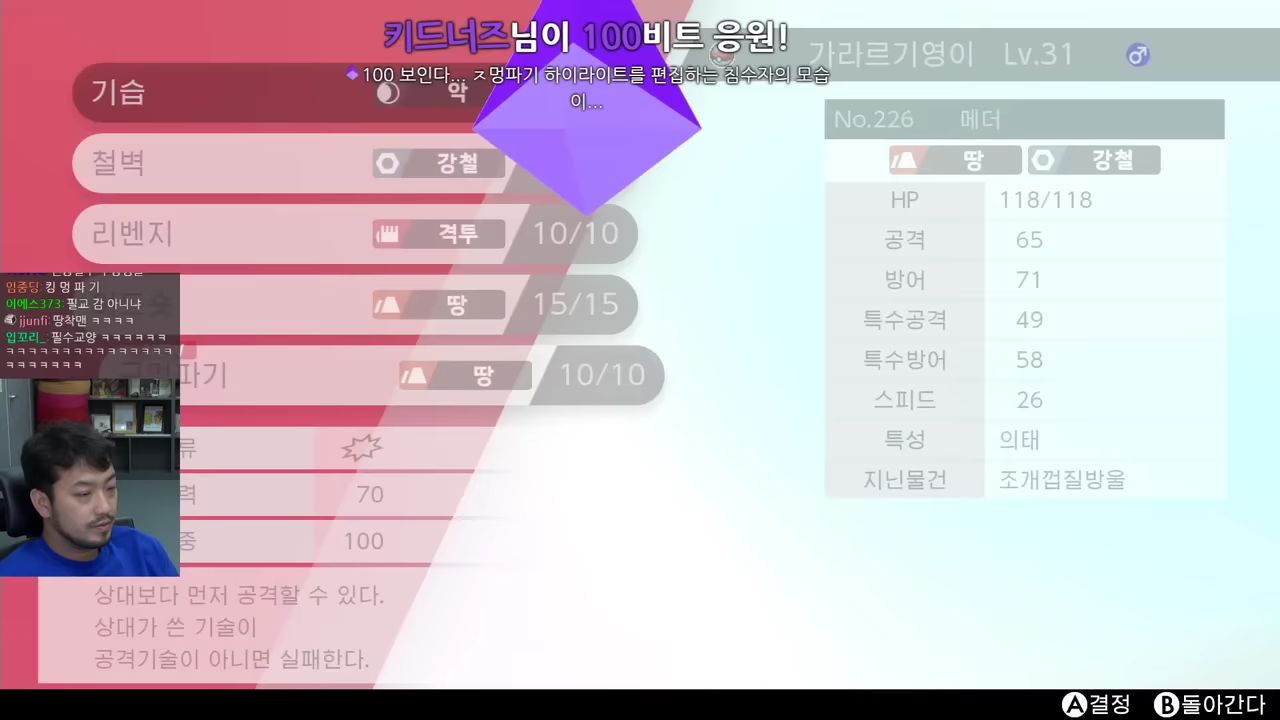 키드너즈님이 100비트 응원!
100 보인다... ㅈ멍파기 하이라이트를 편집하는 침수자의 모습
이...
가라르기영이 Lv.31
기습 악
철벽 강철
리벤지 격투 10/10
땅 15/15
파기 땅 10/10
No.226 메더
땅 강철
HP 118/118
공격 65
방어 71
특수공격 49
특수방어 58
스피드 26
특성 의태
지닌물건 조개껍질방울
임중딩: 킹 멍 파 기
이에스373: 필교 감 아니냐
jjunfi: 땅착맨 ㅋㅋㅋㅋ
입꼬리_: 필수교양 ㅋㅋㅋㅋㅋㅋ
ㅋㅋㅋㅋㅋㅋㅋㅋㅋㅋㅋㅋㅋㅋㅋ
ㅋㅋㅋㅋㅋㅋㅋ
류
력 70
중 100
상대보다 먼저 공격할 수 있다.
상대가 쓴 기술이
공격기술이 아니면 실패한다.
A결정 B돌아간다